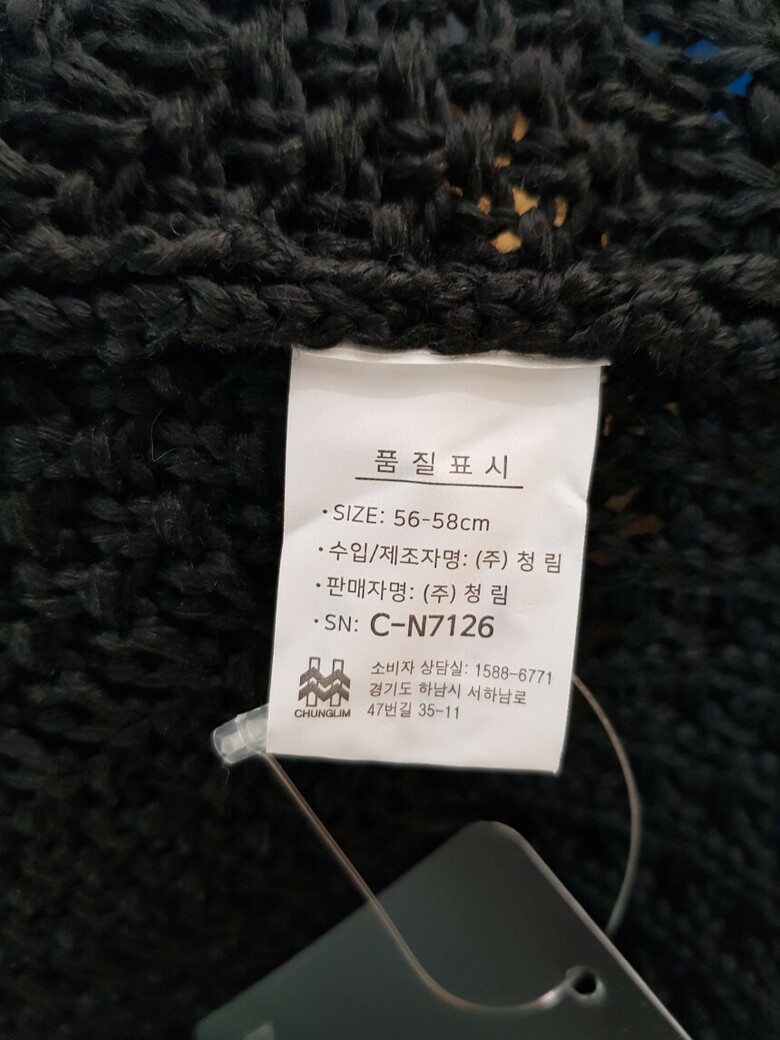 품질표시
·SIZE: 56-58cm
·수입/제조자명: (주) 청 림
·판매자명: (주) 청 림
·SN: C-N7126
소비자 상담실: 1588-6771
경기도 하남시 서하남로
47번길 35-11
CHUNGLIM